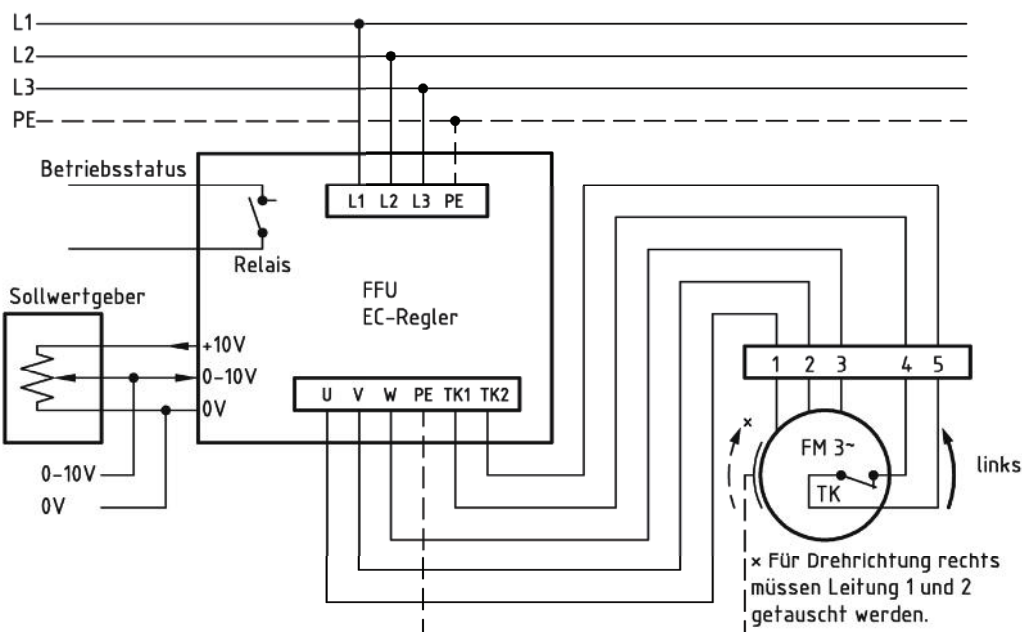 L1
L2
L3
PE
Betriebsstatus
L1 L2 L3 PE
Relais
Sollwertgeber
FFU
EC-Regler
+10V
0-10V
0V
1 2 3 4 5
U V W PE TK1 TK2
×
FM 3~
TK
links
0-10V
0V
× Für Drehrichtung rechts
müssen Leitung 1 und 2
getauscht werden.